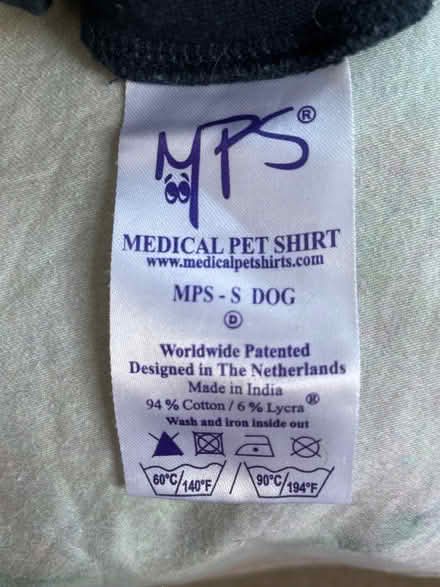 MPS®
MEDICAL PET SHIRT
www.medicalpetshirts.com
MPS - S DOG
D
Worldwide Patented
Designed in The Netherlands
Made in India
94 % Cotton / 6 % Lycra®
Wash and iron inside out
60°C/140°F / 90°C/194°F